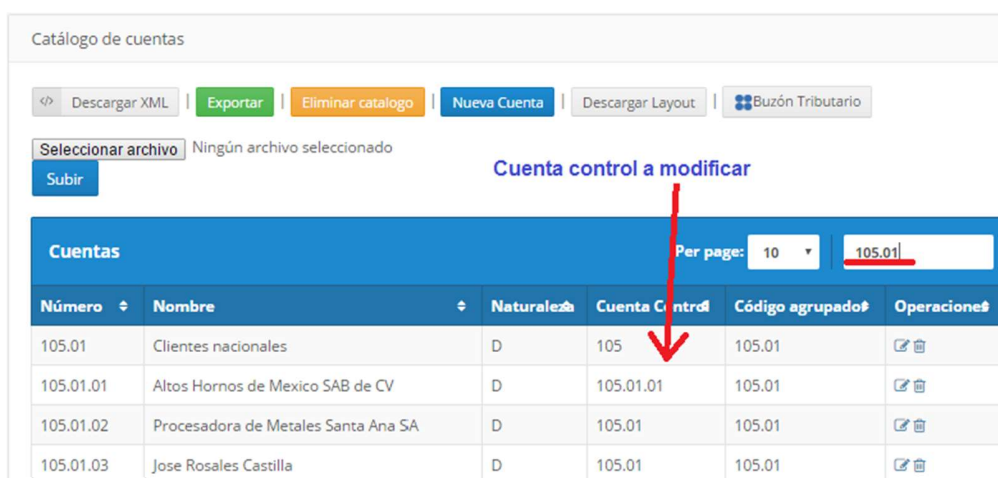 Catálogo de cuentas
</> Descargar XML | Exportar | Eliminar catalogo | Nueva Cuenta | Descargar Layout | Buzón Tributario
Seleccionar archivo Ningún archivo seleccionado
Subir
Cuenta control a modificar
Cuentas Per page: 10 105.01
Número Nombre Naturaleza Cuenta Control Código agrupador Operaciones
105.01 Clientes nacionales D 105 105.01
105.01.01 Altos Hornos de Mexico SAB de CV D 105.01.01 105.01
105.01.02 Procesadora de Metales Santa Ana SA D 105.01 105.01
105.01.03 Jose Rosales Castilla D 105.01 105.01